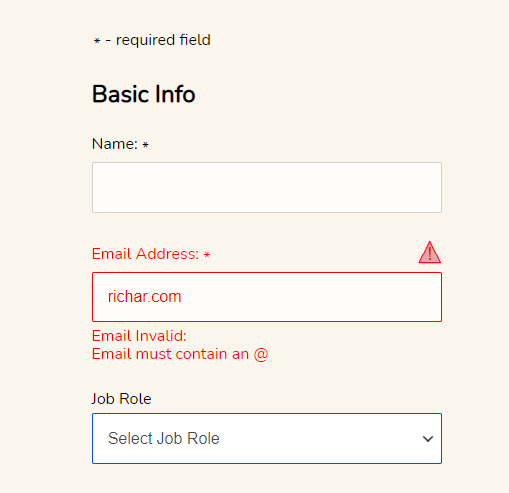 * - required field
Basic Info
Name: *
Email Address: *
richar.com
Email Invalid:
Email must contain an @
Job Role
Select Job Role